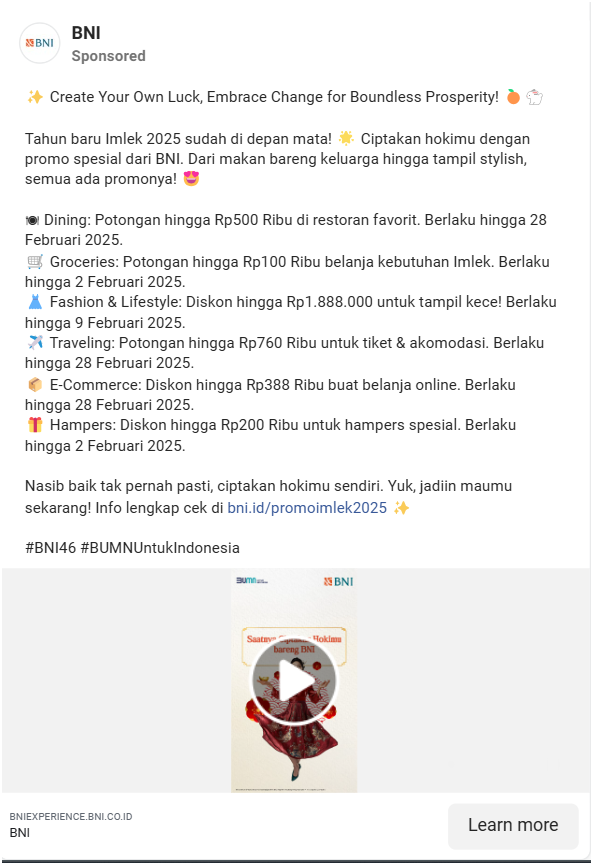 BNI
BNI
Sponsored
✨ Create Your Own Luck, Embrace Change for Boundless Prosperity! 🍊🐇
Tahun baru Imlek 2025 sudah di depan mata! 🌟 Ciptakan hokimu dengan
promo spesial dari BNI. Dari makan bareng keluarga hingga tampil stylish,
semua ada promonya! 😍
🍽 Dining: Potongan hingga Rp500 Ribu di restoran favorit. Berlaku hingga 28
Februari 2025.
🛒 Groceries: Potongan hingga Rp100 Ribu belanja kebutuhan Imlek. Berlaku
hingga 2 Februari 2025.
👗 Fashion & Lifestyle: Diskon hingga Rp1.888.000 untuk tampil kece! Berlaku
hingga 9 Februari 2025.
✈️ Traveling: Potongan hingga Rp760 Ribu untuk tiket & akomodasi. Berlaku
hingga 28 Februari 2025.
📦 E-Commerce: Diskon hingga Rp388 Ribu buat belanja online. Berlaku
hingga 28 Februari 2025.
🎁 Hampers: Diskon hingga Rp200 Ribu untuk hampers spesial. Berlaku
hingga 2 Februari 2025.
Nasib baik tak pernah pasti, ciptakan hokimu sendiri. Yuk, jadiin maumu
sekarang! Info lengkap cek di bni.id/promoimlek2025 ✨
#BNI46 #BUMNUntukIndonesia
BUMN
BNI
Saatnya Ciptakan Hokimu
bareng BNI
BNIEXPERIENCE.BNI.CO.ID
BNI
Learn more